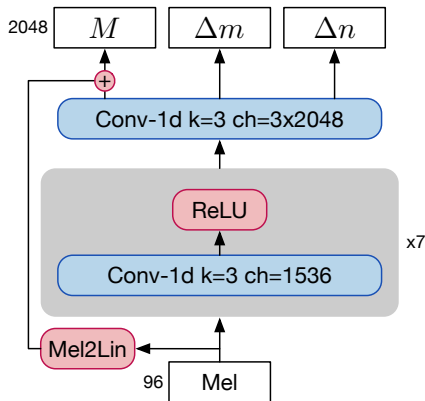 2048 M Δm Δn
+
Conv-1d k=3 ch=3x2048
ReLU
x7
Conv-1d k=3 ch=1536
Mel2Lin
96 Mel